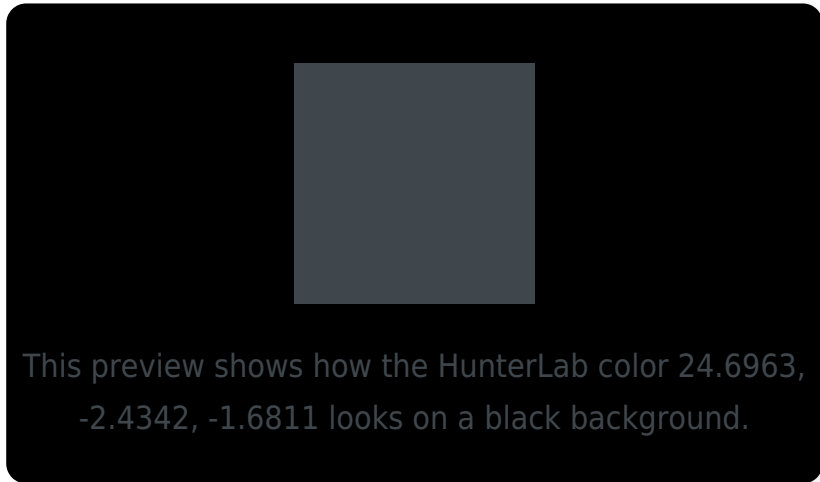 This preview shows how the HunterLab color 24.6963,
-2.4342, -1.6811 looks on a black background.